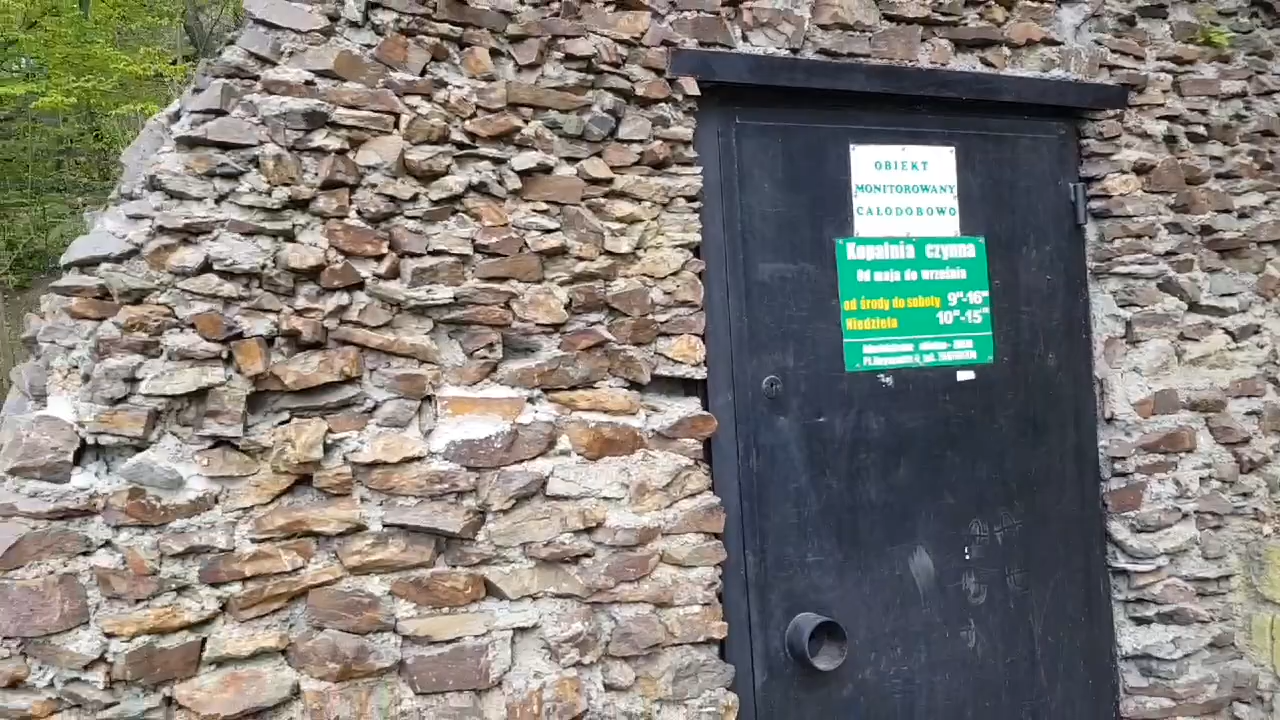 OBIEKT
MONITOROWANY
CAŁODOBOWO
Kopalnia czynna
Od maja do września
od środy do soboty 9⁰⁰-16⁰⁰
Niedziela 10⁰⁰-15⁰⁰